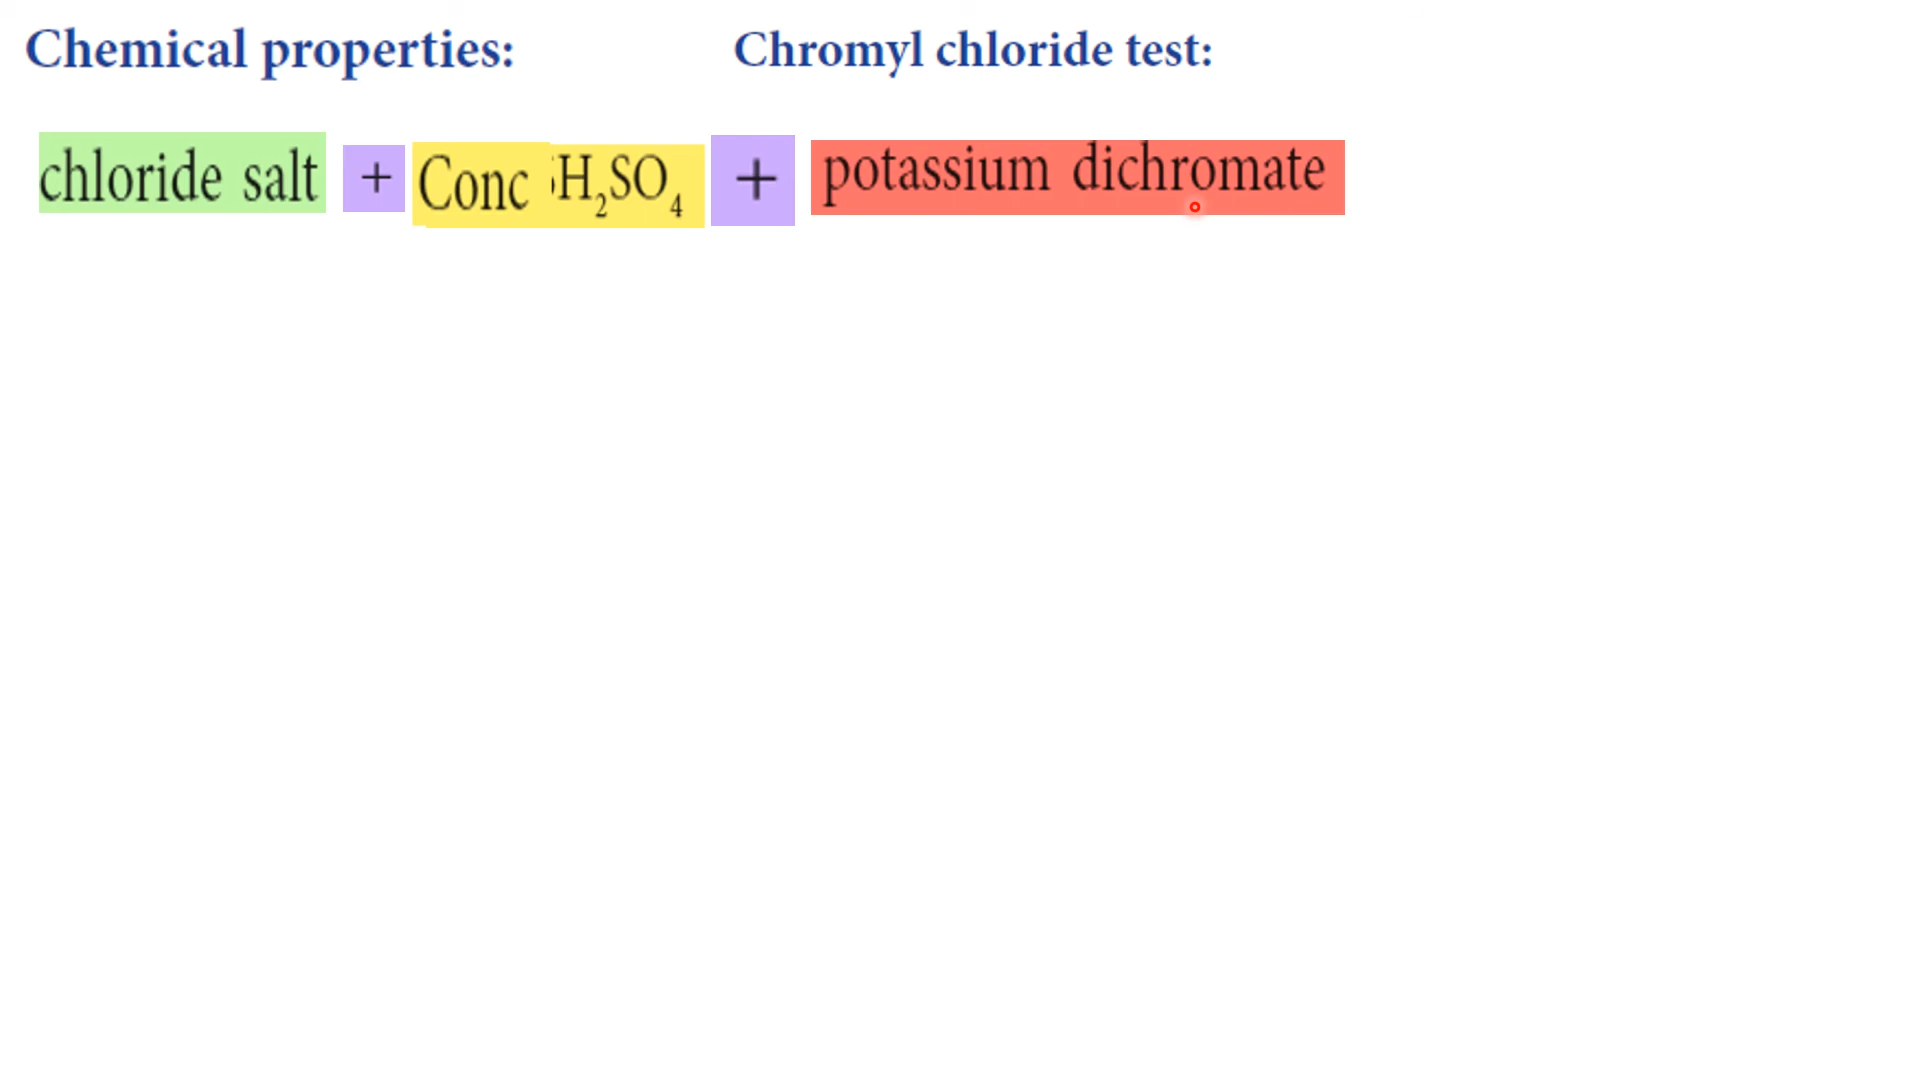 Chemical properties: Chromyl chloride test:
chloride salt + Conc H₂SO₄ + potassium dichromate